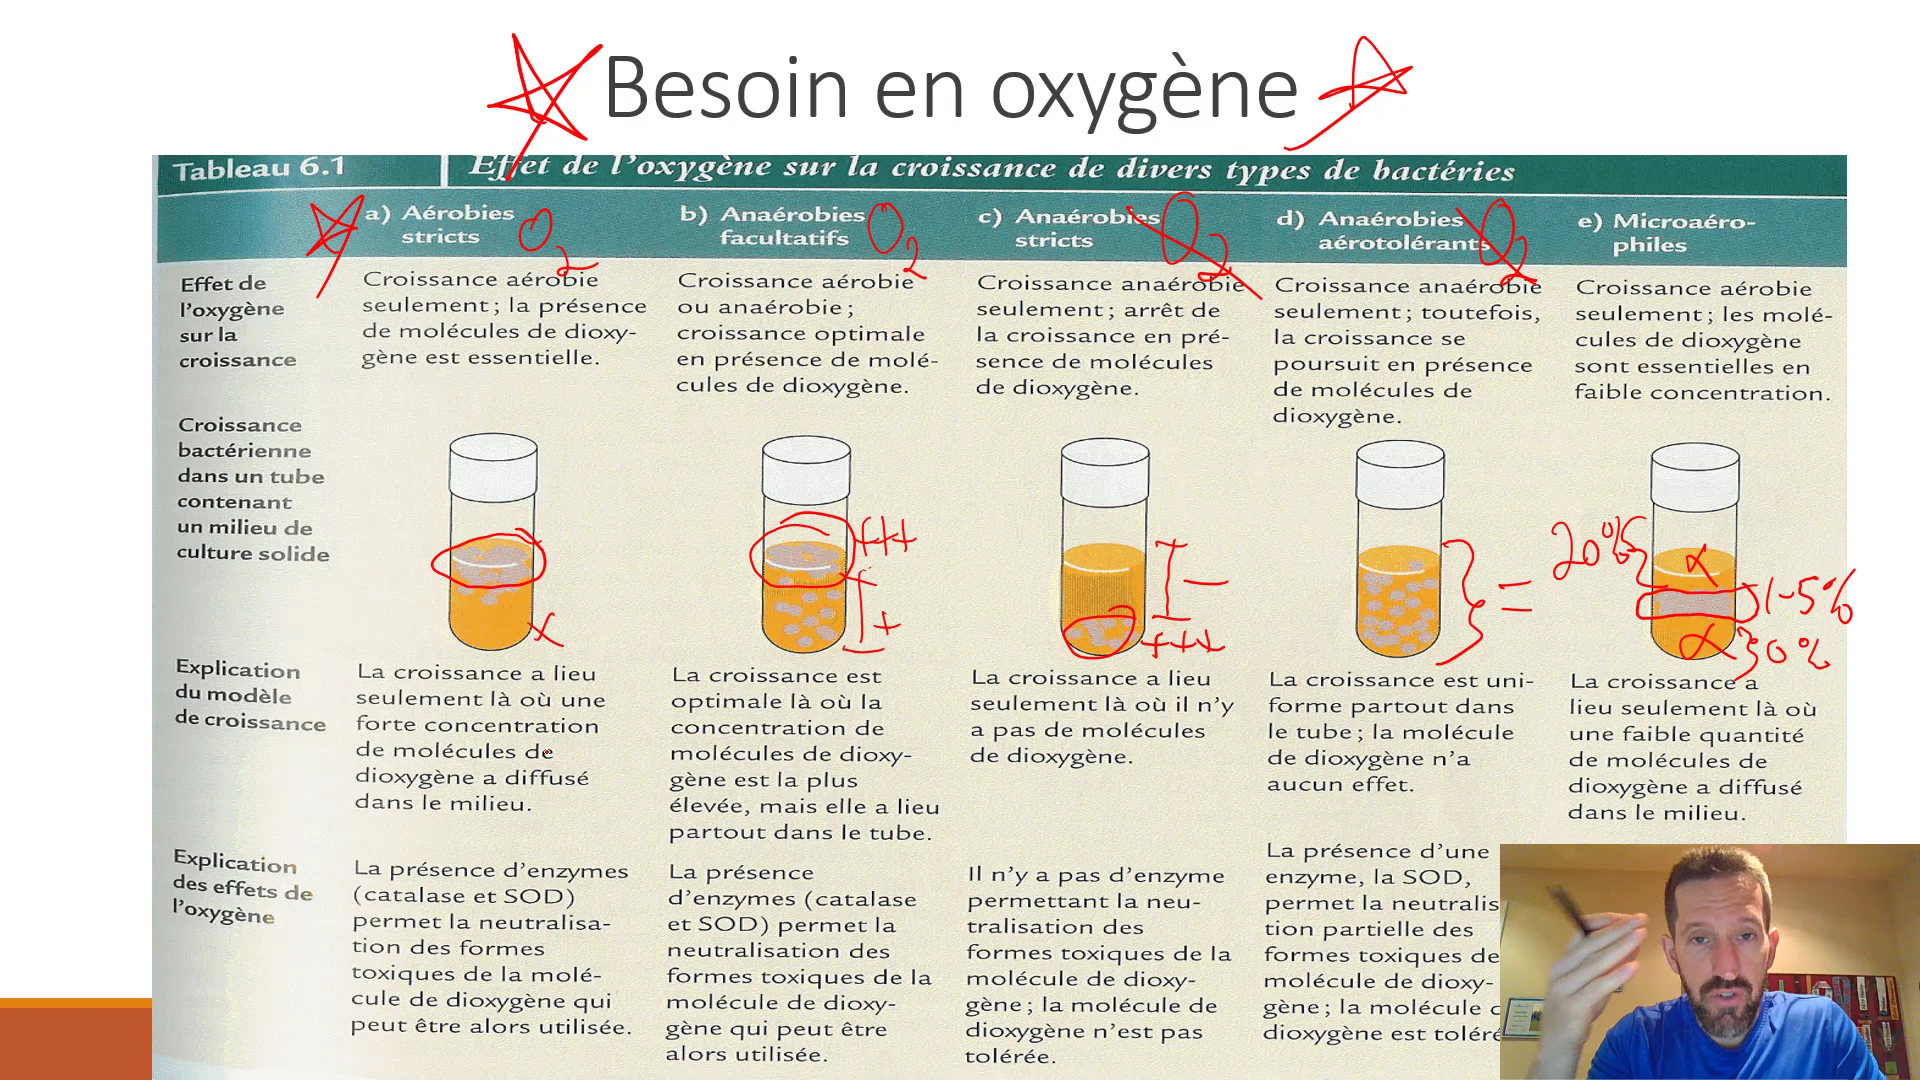 Besoin en oxygène
Tableau 6.1
Effet de l'oxygène sur la croissance de divers types de bactéries
a) Aérobies
stricts
O2
b) Anaérobies
facultatifs
O2
c) Anaérobies
stricts
O2
d) Anaérobies
aérotolérants
O2
e) Microaéro-
philes
Effet de
l'oxygène
sur la
croissance
Croissance aérobie
seulement ; la présence
de molécules de dioxy-
gène est essentielle.
Croissance aérobie
ou anaérobie ;
croissance optimale
en présence de molé-
cules de dioxygène.
Croissance anaérobie
seulement ; arrêt de
la croissance en pré-
sence de molécules
de dioxygène.
Croissance anaérobie
seulement ; toutefois,
la croissance se
poursuit en présence
de molécules de
dioxygène.
Croissance aérobie
seulement ; les molé-
cules de dioxygène
sont essentielles en
faible concentration.
Croissance
bactérienne
dans un tube
contenant
un milieu de
culture solide
+++
+
-
+++
=
20%
1-5%
0%
Explication
du modèle
de croissance
La croissance a lieu
seulement là où une
forte concentration
de molécules de
dioxygène a diffusé
dans le milieu.
La croissance est
optimale là où la
concentration de
molécules de dioxy-
gène est la plus
élevée, mais elle a lieu
partout dans le tube.
La croissance a lieu
seulement là où il n'y
a pas de molécules
de dioxygène.
La croissance est uni-
forme partout dans
le tube ; la molécule
de dioxygène n'a
aucun effet.
La croissance a
lieu seulement là où
une faible quantité
de molécules de
dioxygène a diffusé
dans le milieu.
Explication
des effets de
l'oxygène
La présence d'enzymes
(catalase et SOD)
permet la neutralisa-
tion des formes
toxiques de la molé-
cule de dioxygène qui
peut être alors utilisée.
La présence
d'enzymes (catalase
et SOD) permet la
neutralisation des
formes toxiques de la
molécule de dioxy-
gène qui peut être
alors utilisée.
Il n'y a pas d'enzyme
permettant la neu-
tralisation des
formes toxiques de la
molécule de dioxy-
gène ; la molécule de
dioxygène n'est pas
tolérée.
La présence d'une
enzyme, la SOD,
permet la neutralis
tion partielle des
formes toxiques de
molécule de dioxy-
gène ; la molécule
dioxygène est toléré